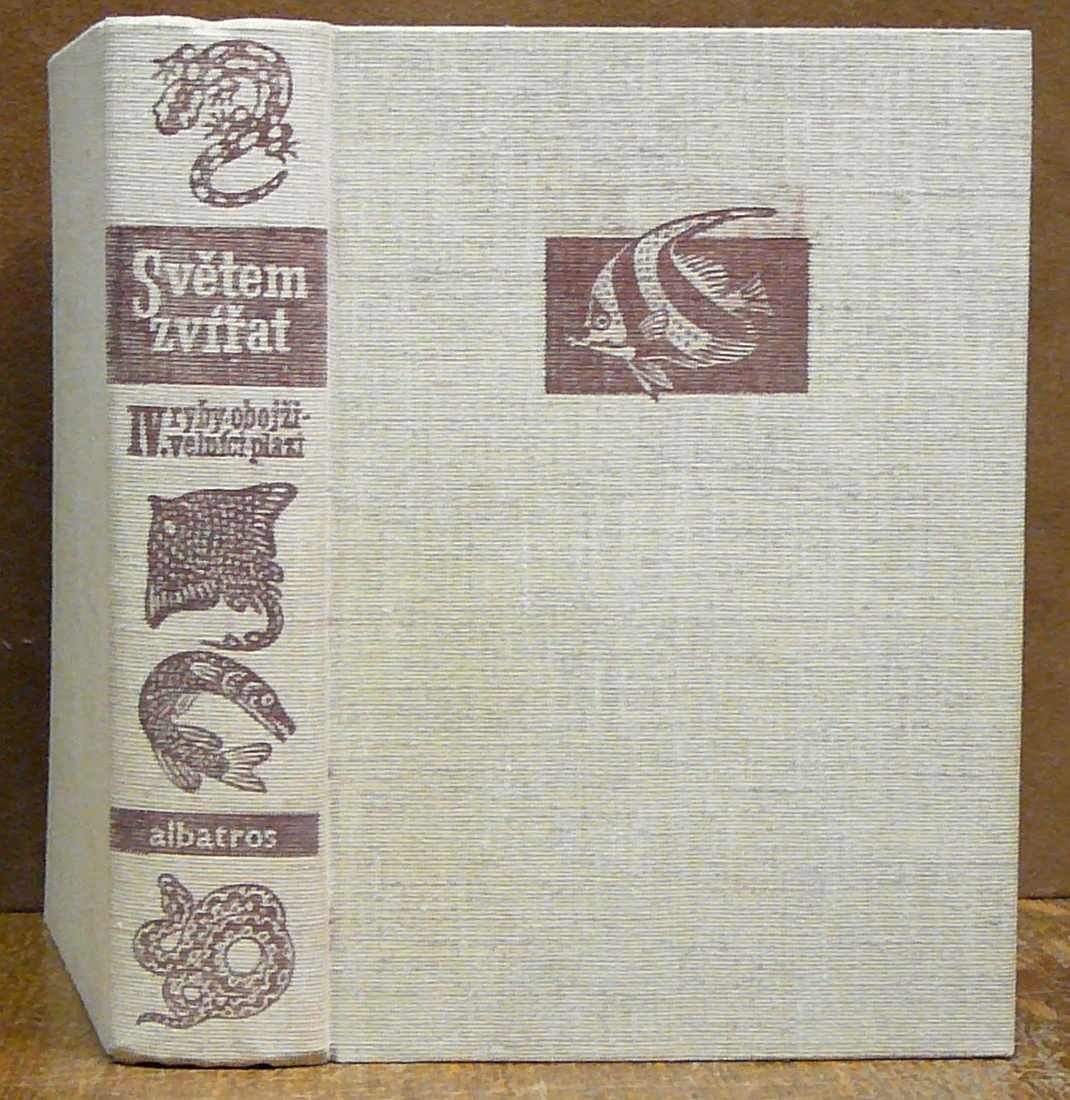 Světem
zvířat
IV. ryby, obojži-
velníci, plazi
albatros